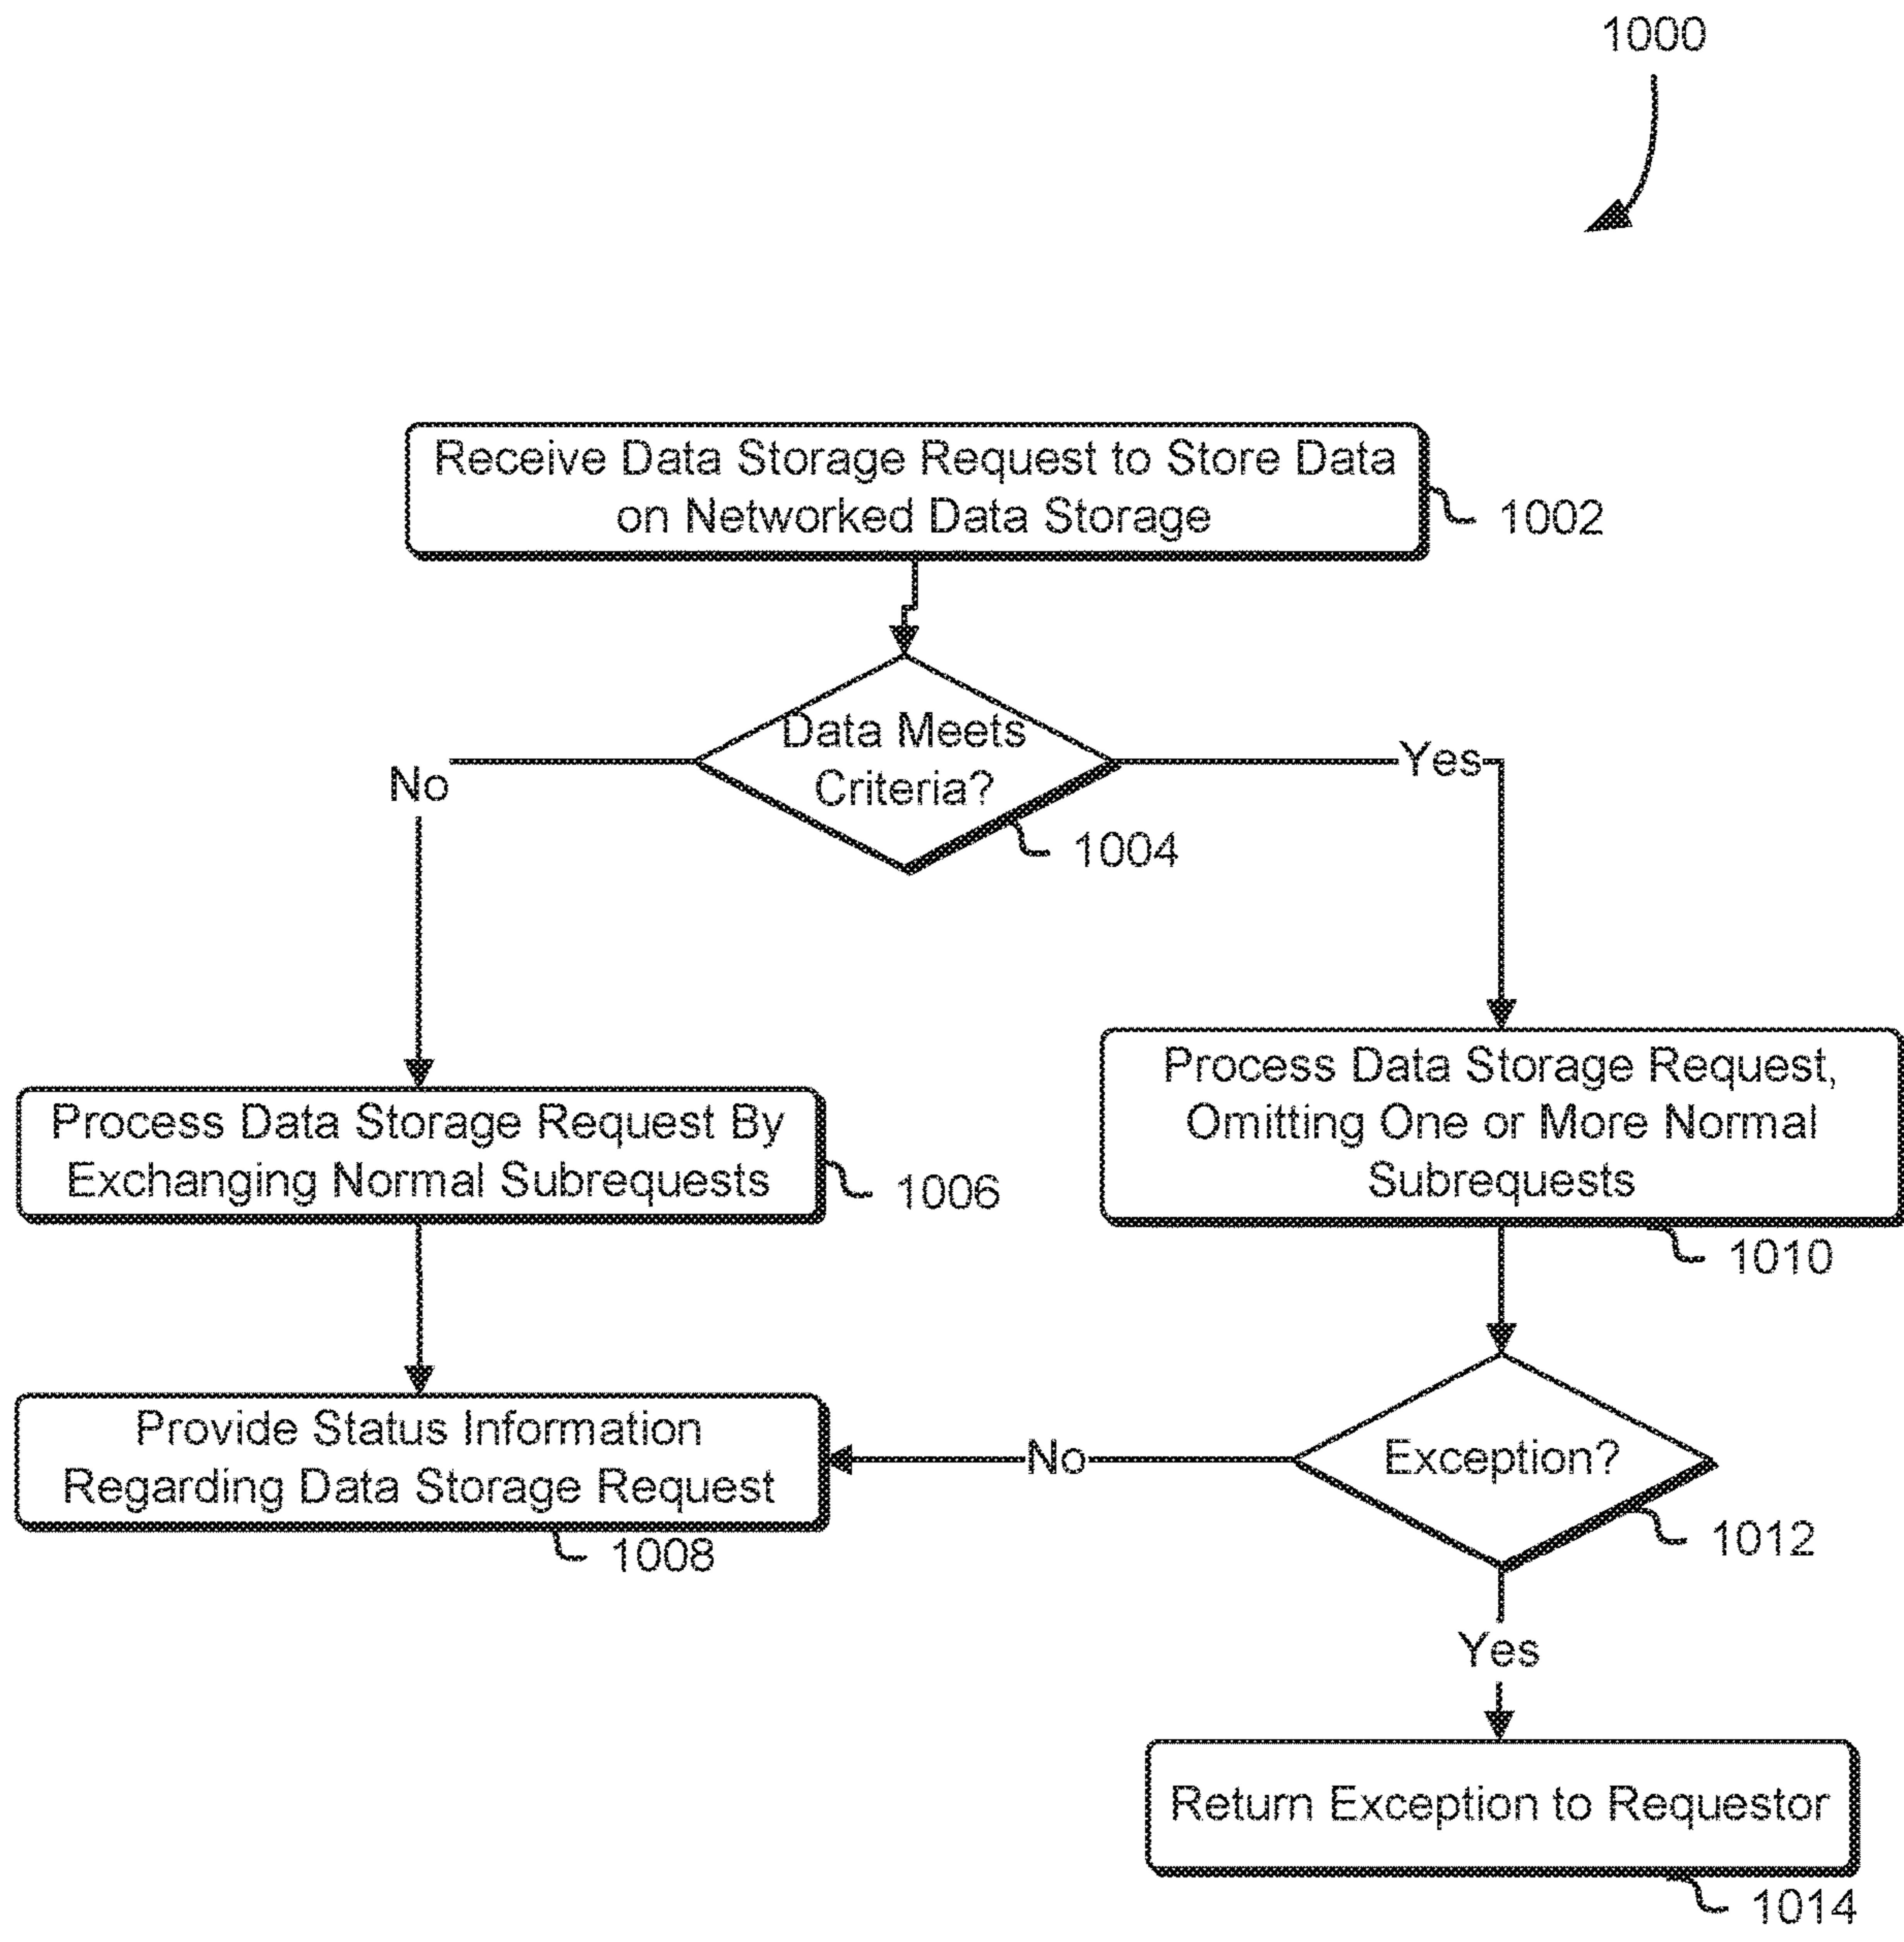 1000
Receive Data Storage Request to Store Data
on Networked Data Storage
1002
Data Meets
Criteria?
1004
No
Yes
Process Data Storage Request By
Exchanging Normal Subrequests
1006
Process Data Storage Request,
Omitting One or More Normal
Subrequests
1010
Provide Status Information
Regarding Data Storage Request
1008
No
Exception?
1012
Yes
Return Exception to Requestor
1014